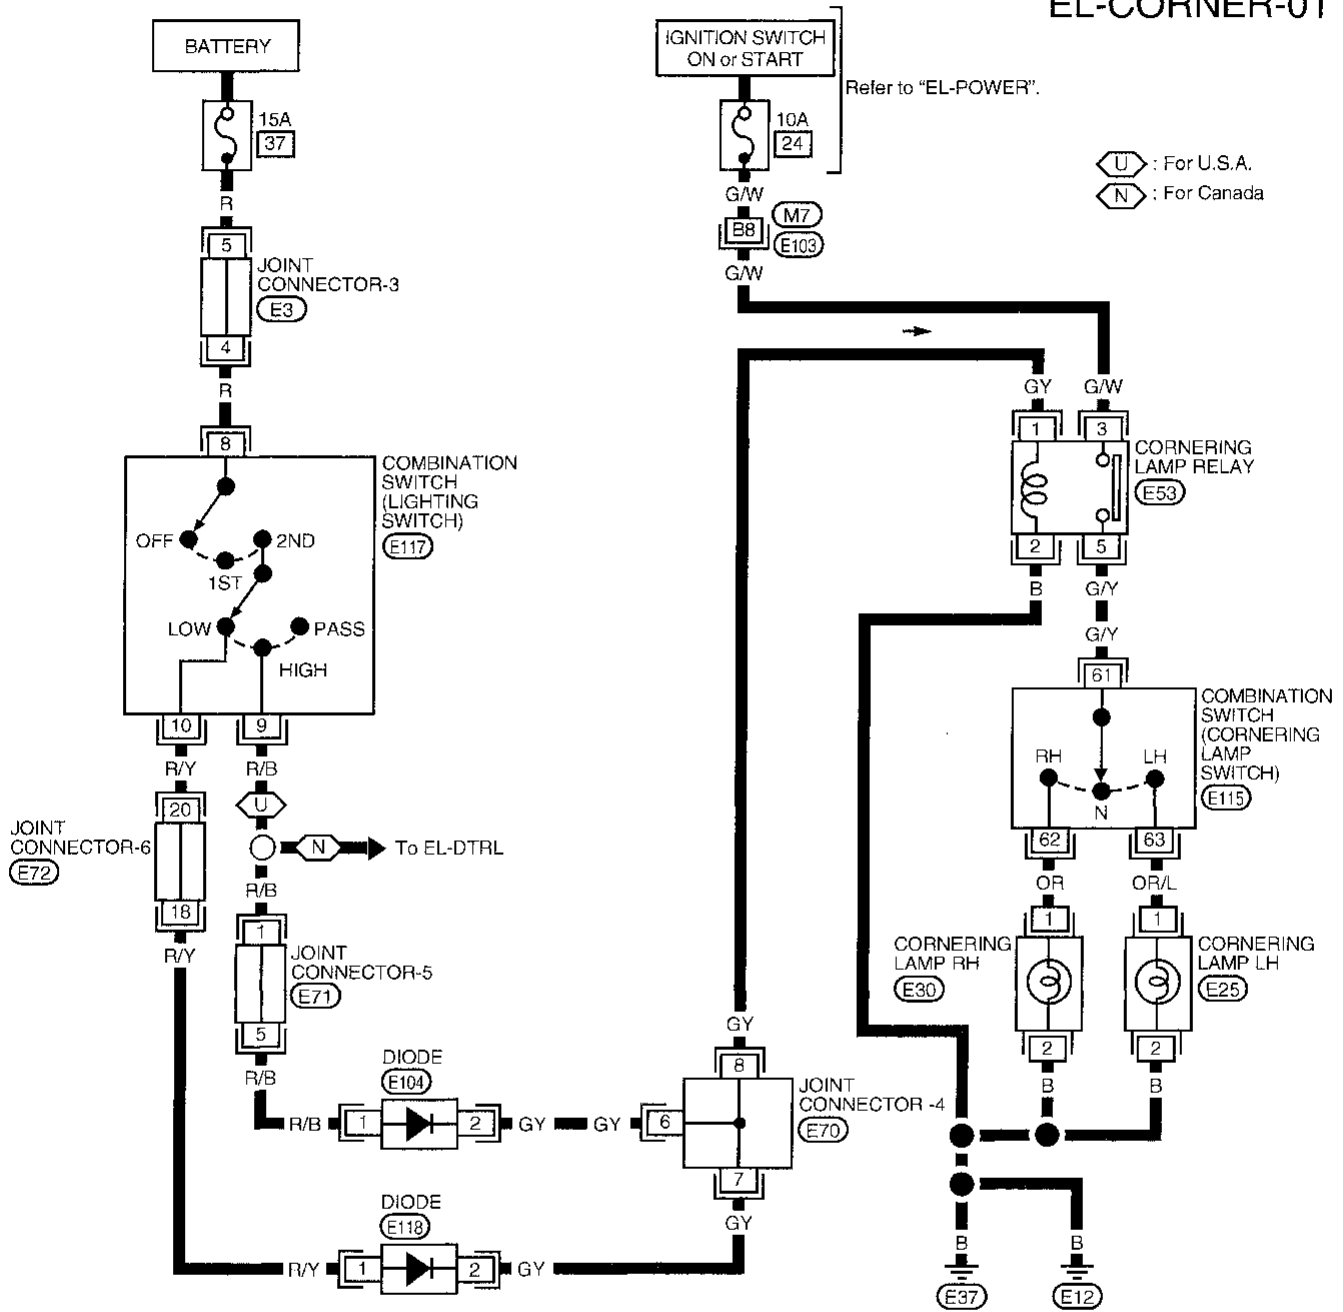 EL-CORNER-01
BATTERY
15A
37
R
5
JOINT
CONNECTOR-3
E3
4
R
8
COMBINATION
SWITCH
(LIGHTING
SWITCH)
E117
OFF
2ND
1ST
LOW
PASS
HIGH
10
9
R/Y
R/B
20
U
JOINT
CONNECTOR-6
E72
N
To EL-DTRL
R/B
18
1
R/Y
JOINT
CONNECTOR-5
E71
5
R/B
DIODE
E104
R/B
1
2
GY
GY
6
DIODE
E118
R/Y
1
2
GY
IGNITION SWITCH
ON or START
Refer to "EL-POWER".
10A
24
G/W
M7
B8
E103
G/W
U : For U.S.A.
N : For Canada
GY
G/W
1
3
CORNERING
LAMP RELAY
E53
2
5
B
G/Y
G/Y
61
COMBINATION
SWITCH
(CORNERING
LAMP
SWITCH)
E115
RH
LH
N
62
63
OR
OR/L
1
1
CORNERING
LAMP RH
E30
CORNERING
LAMP LH
E25
2
2
B
B
GY
8
JOINT
CONNECTOR -4
E70
7
GY
B
B
E37
E12